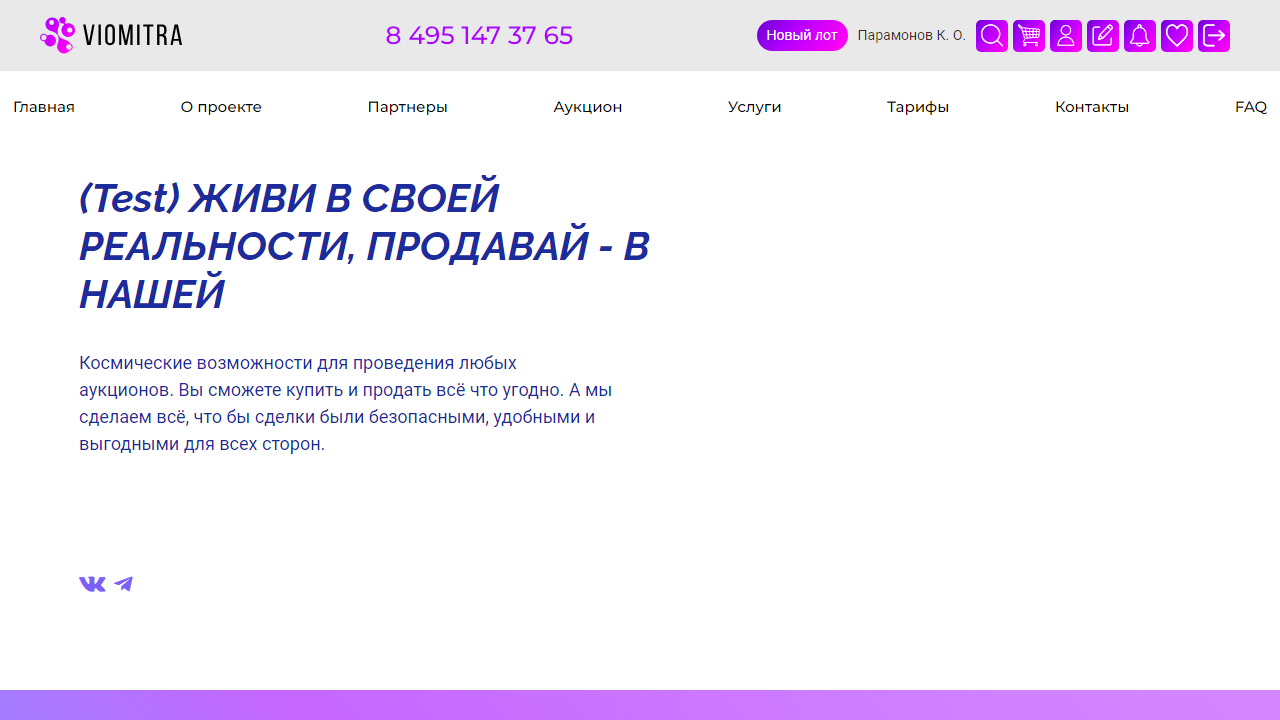 VIOMITRA
8 495 147 37 65
Новый лот
Парамонов К. О.
Главная
О проекте
Партнеры
Аукцион
Услуги
Тарифы
Контакты
FAQ
(Test) ЖИВИ В СВОЕЙ
РЕАЛЬНОСТИ, ПРОДАВАЙ - В
НАШЕЙ
Космические возможности для проведения любых
аукционов. Вы сможете купить и продать всё что угодно. А мы
сделаем всё, что бы сделки были безопасными, удобными и
выгодными для всех сторон.